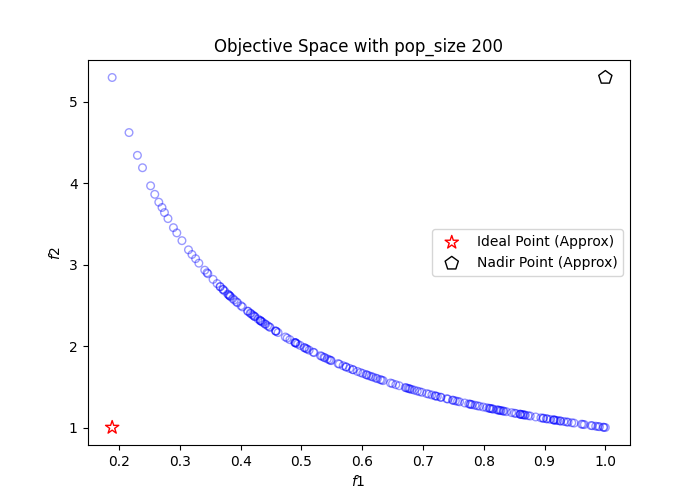 Objective Space with pop_size 200
f2
5
4
3
2
1
Ideal Point (Approx)
Nadir Point (Approx)
0.2 0.3 0.4 0.5 0.6 0.7 0.8 0.9 1.0
f1